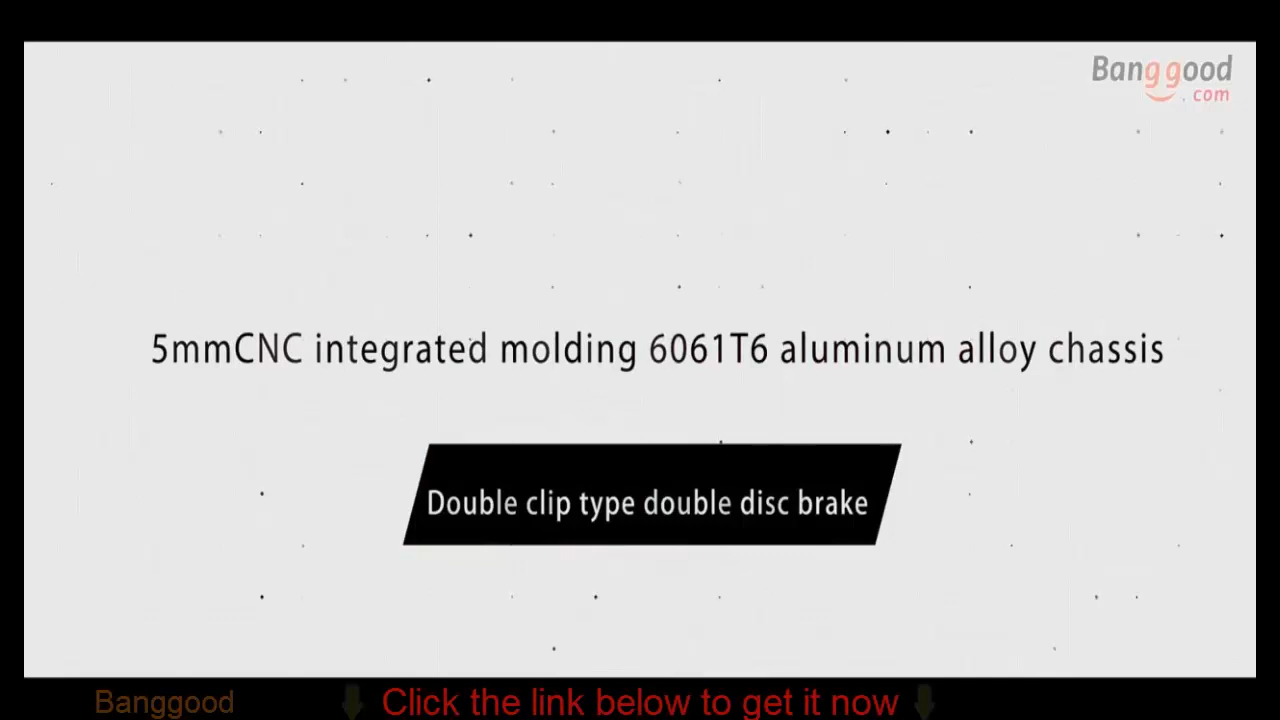 Banggood
.com
5mmCNC integrated molding 6061T6 aluminum alloy chassis
Double clip type double disc brake
Banggood Click the link below to get it now